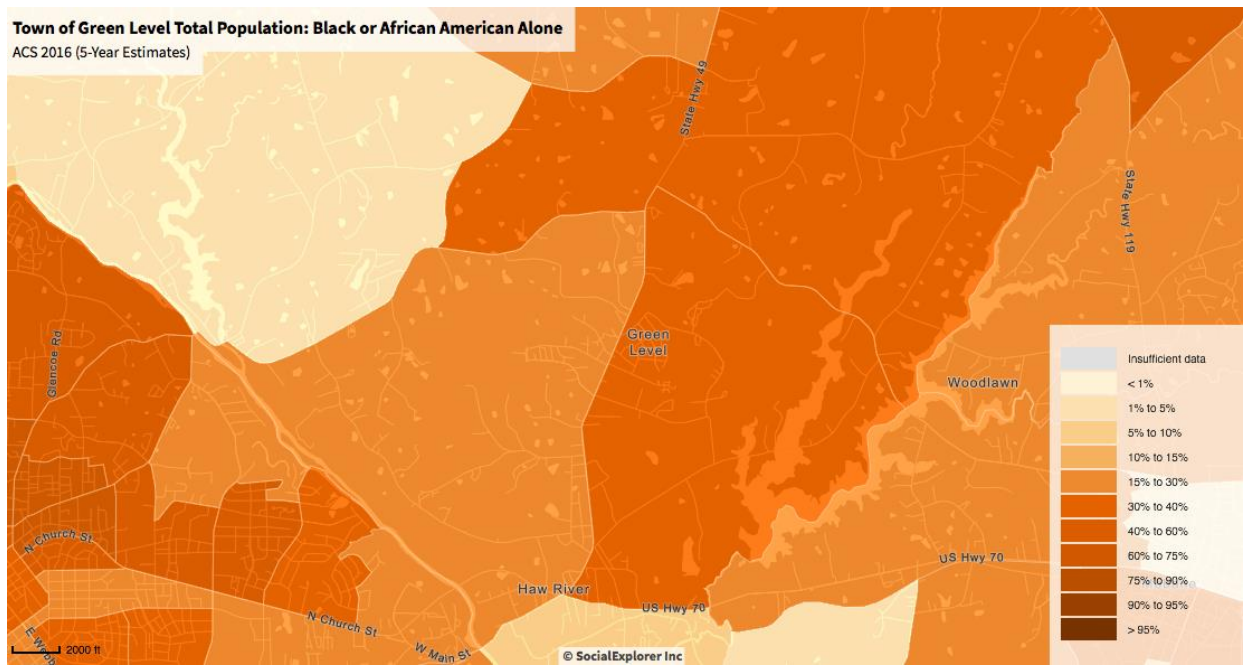 Town of Green Level Total Population: Black or African American Alone
ACS 2016 (5-Year Estimates)
State Hwy 49
State Hwy 119
Glencoe Rd
Green
Level
Woodlawn
N Church St
US Hwy 70
Haw River
US Hwy 70
N Church St
W Main St
E Webb
2000 ft
© SocialExplorer Inc
Insufficient data
< 1%
1% to 5%
5% to 10%
10% to 15%
15% to 30%
30% to 40%
40% to 60%
60% to 75%
75% to 90%
90% to 95%
> 95%